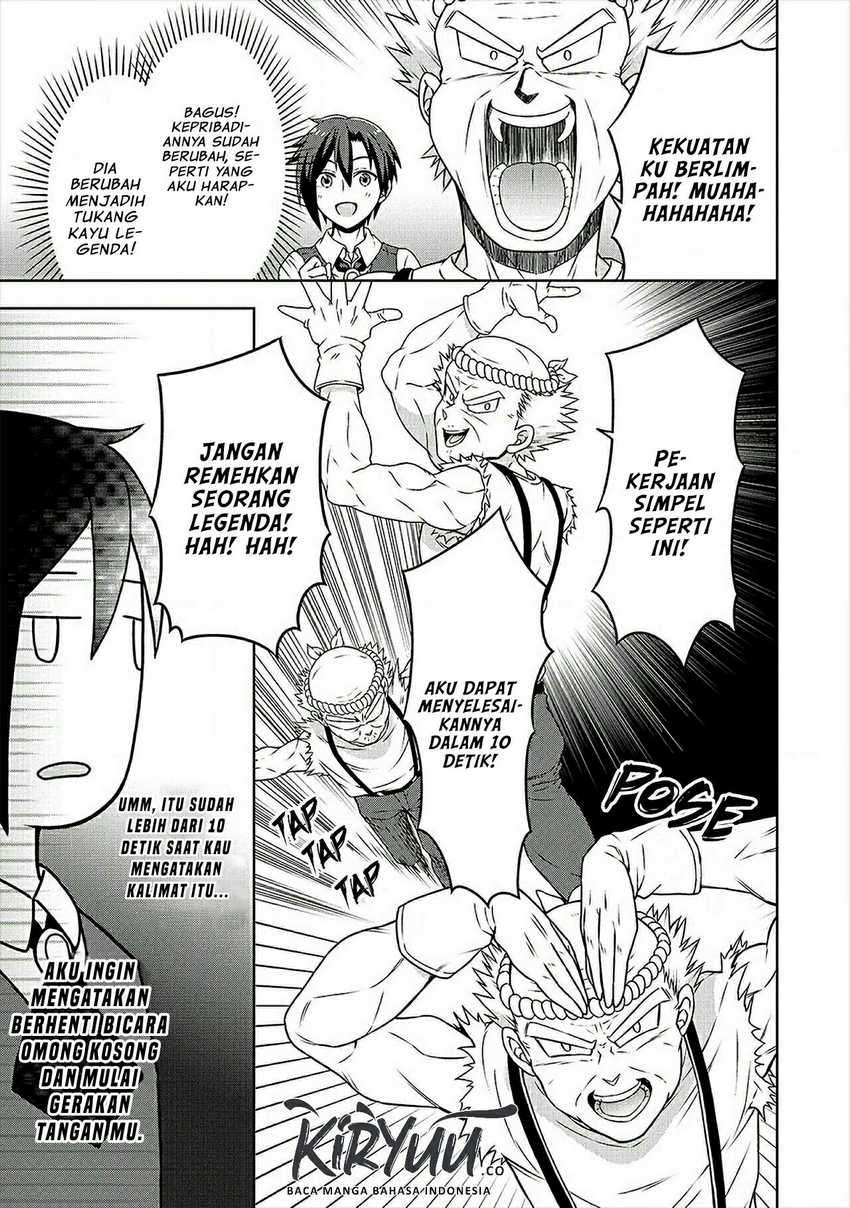 KEKUATAN
KU BERLIM-
PAH! MUAHA-
HAHAHAHA!
BAGUS!
KEPRIBADI-
ANNYA SUDAH
BERUBAH, SE-
PERTI YANG
AKU HARAP-
KAN!
DIA
BERUBAH
MENJADIH
TUKANG
KAYU LE-
GENDA!
PE-
KERJAAN
SIMPEL
SEPERTI
INI!
JANGAN
REMEHKAN
SEORANG
LEGENDA!
HAH! HAH!
AKU DAPAT
MENYELESAI-
KANNYA
DALAM 10
DETIK!
POSE
TAP
TAP
TAP
UMM, ITU SUDAH
LEBIH DARI 10
DETIK SAAT KAU
MENGATAKAN
KALIMAT ITU...
AKU INGIN
MENGATAKAN
BERHENTI BICARA
OMONG KOSONG
DAN MULAI
GERAKAN
TANGAN MU.
KIRYUU.CO
BACA MANGA BAHASA INDONESIA